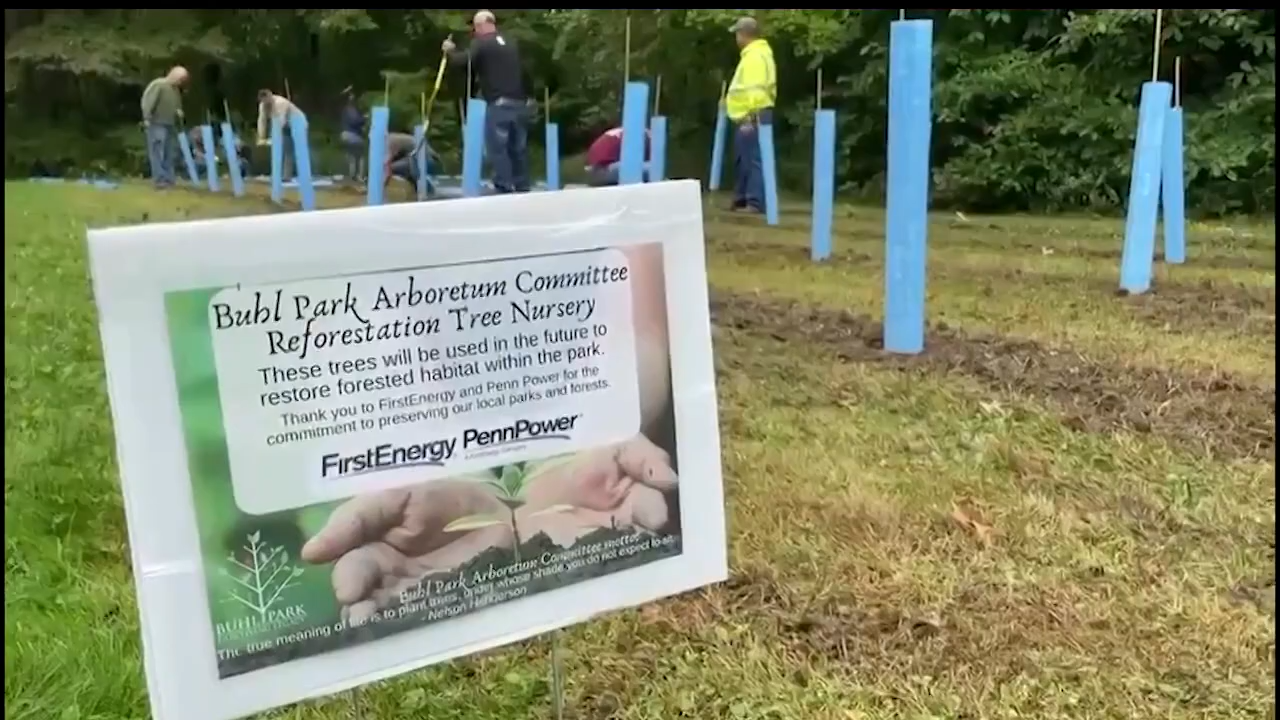 Buhl Park Arboretum Committee
Reforestation Tree Nursery
These trees will be used in the future to
restore forested habitat within the park.
Thank you to FirstEnergy and Penn Power for the
commitment to preserving our local parks and forests.
FirstEnergy PennPower
Buhl Park Arboretum Committee motto:
The true meaning of life is to plant trees, under whose shade you do not expect to sit.
- Nelson Henderson
BUHL PARK